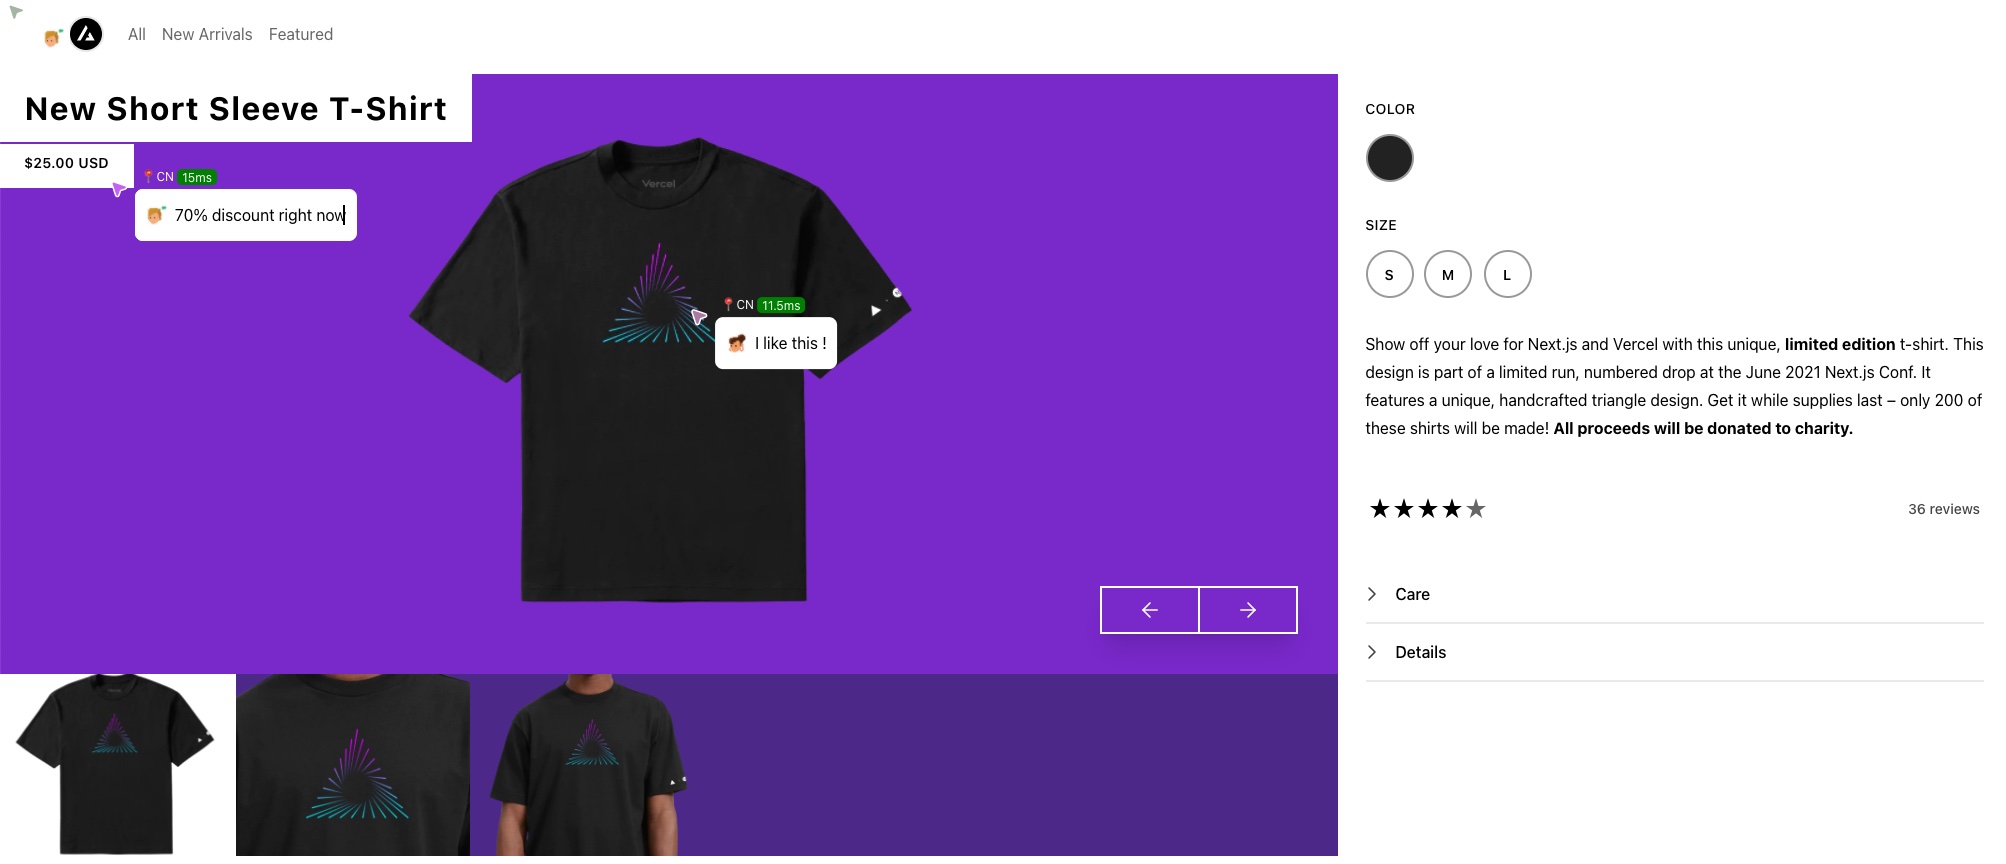 All New Arrivals Featured
New Short Sleeve T-Shirt
$25.00 USD
CN 15ms
70% discount right now
Vercel
CN 11.5ms
I like this !
COLOR
SIZE
S M L
Show off your love for Next.js and Vercel with this unique, limited edition t-shirt. This
design is part of a limited run, numbered drop at the June 2021 Next.js Conf. It
features a unique, handcrafted triangle design. Get it while supplies last – only 200 of
these shirts will be made! All proceeds will be donated to charity.
36 reviews
Care
Details